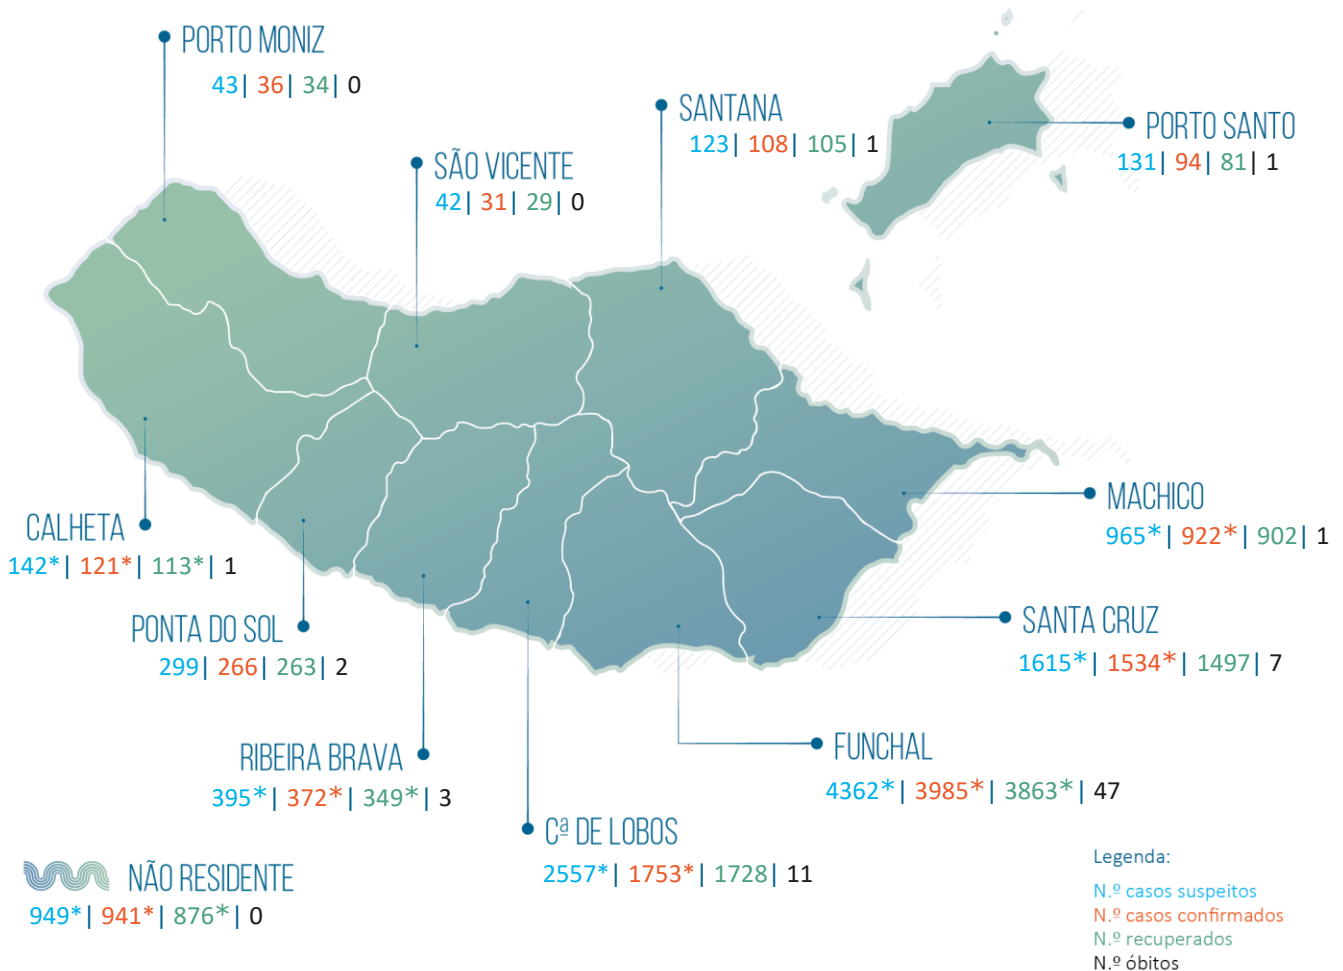 PORTO MONIZ
43| 36| 34| 0
SANTANA
123| 108| 105| 1
PORTO SANTO
131| 94| 81| 1
SÃO VICENTE
42| 31| 29| 0
MACHICO
965*| 922*| 902| 1
CALHETA
142*| 121*| 113*| 1
PONTA DO SOL
299| 266| 263| 2
SANTA CRUZ
1615*| 1534*| 1497| 7
RIBEIRA BRAVA
395*| 372*| 349*| 3
FUNCHAL
4362*| 3985*| 3863*| 47
Cª DE LOBOS
2557*| 1753*| 1728| 11
NÃO RESIDENTE
949*| 941*| 876*| 0
Legenda:
N.º casos suspeitos
N.º casos confirmados
N.º recuperados
N.º óbitos